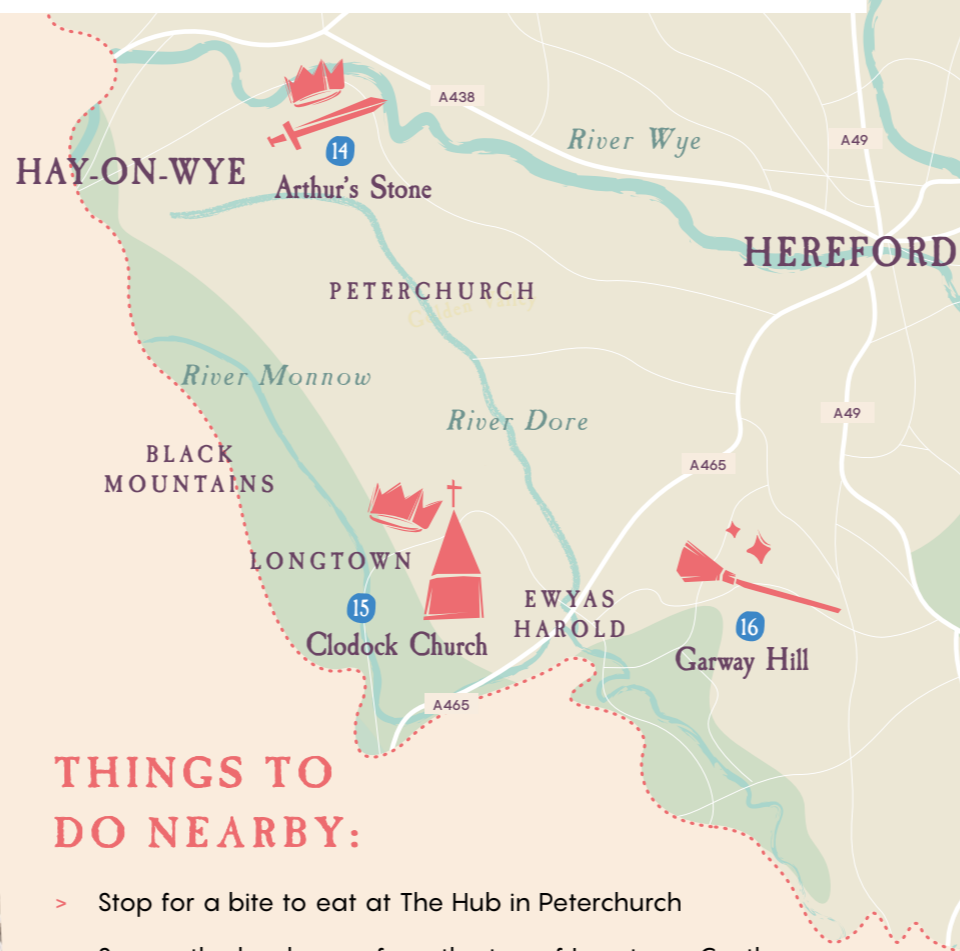 A438
River Wye
A49
14
HAY-ON-WYE
Arthur's Stone
HEREFORD
PETERCHURCH
Golden Valley
River Monnow
River Dore
A49
BLACK
MOUNTAINS
A465
LONGTOWN
15
Clodock Church
EWYAS
HAROLD
16
Garway Hill
A465
THINGS TO
DO NEARBY:
> Stop for a bite to eat at The Hub in Peterchurch